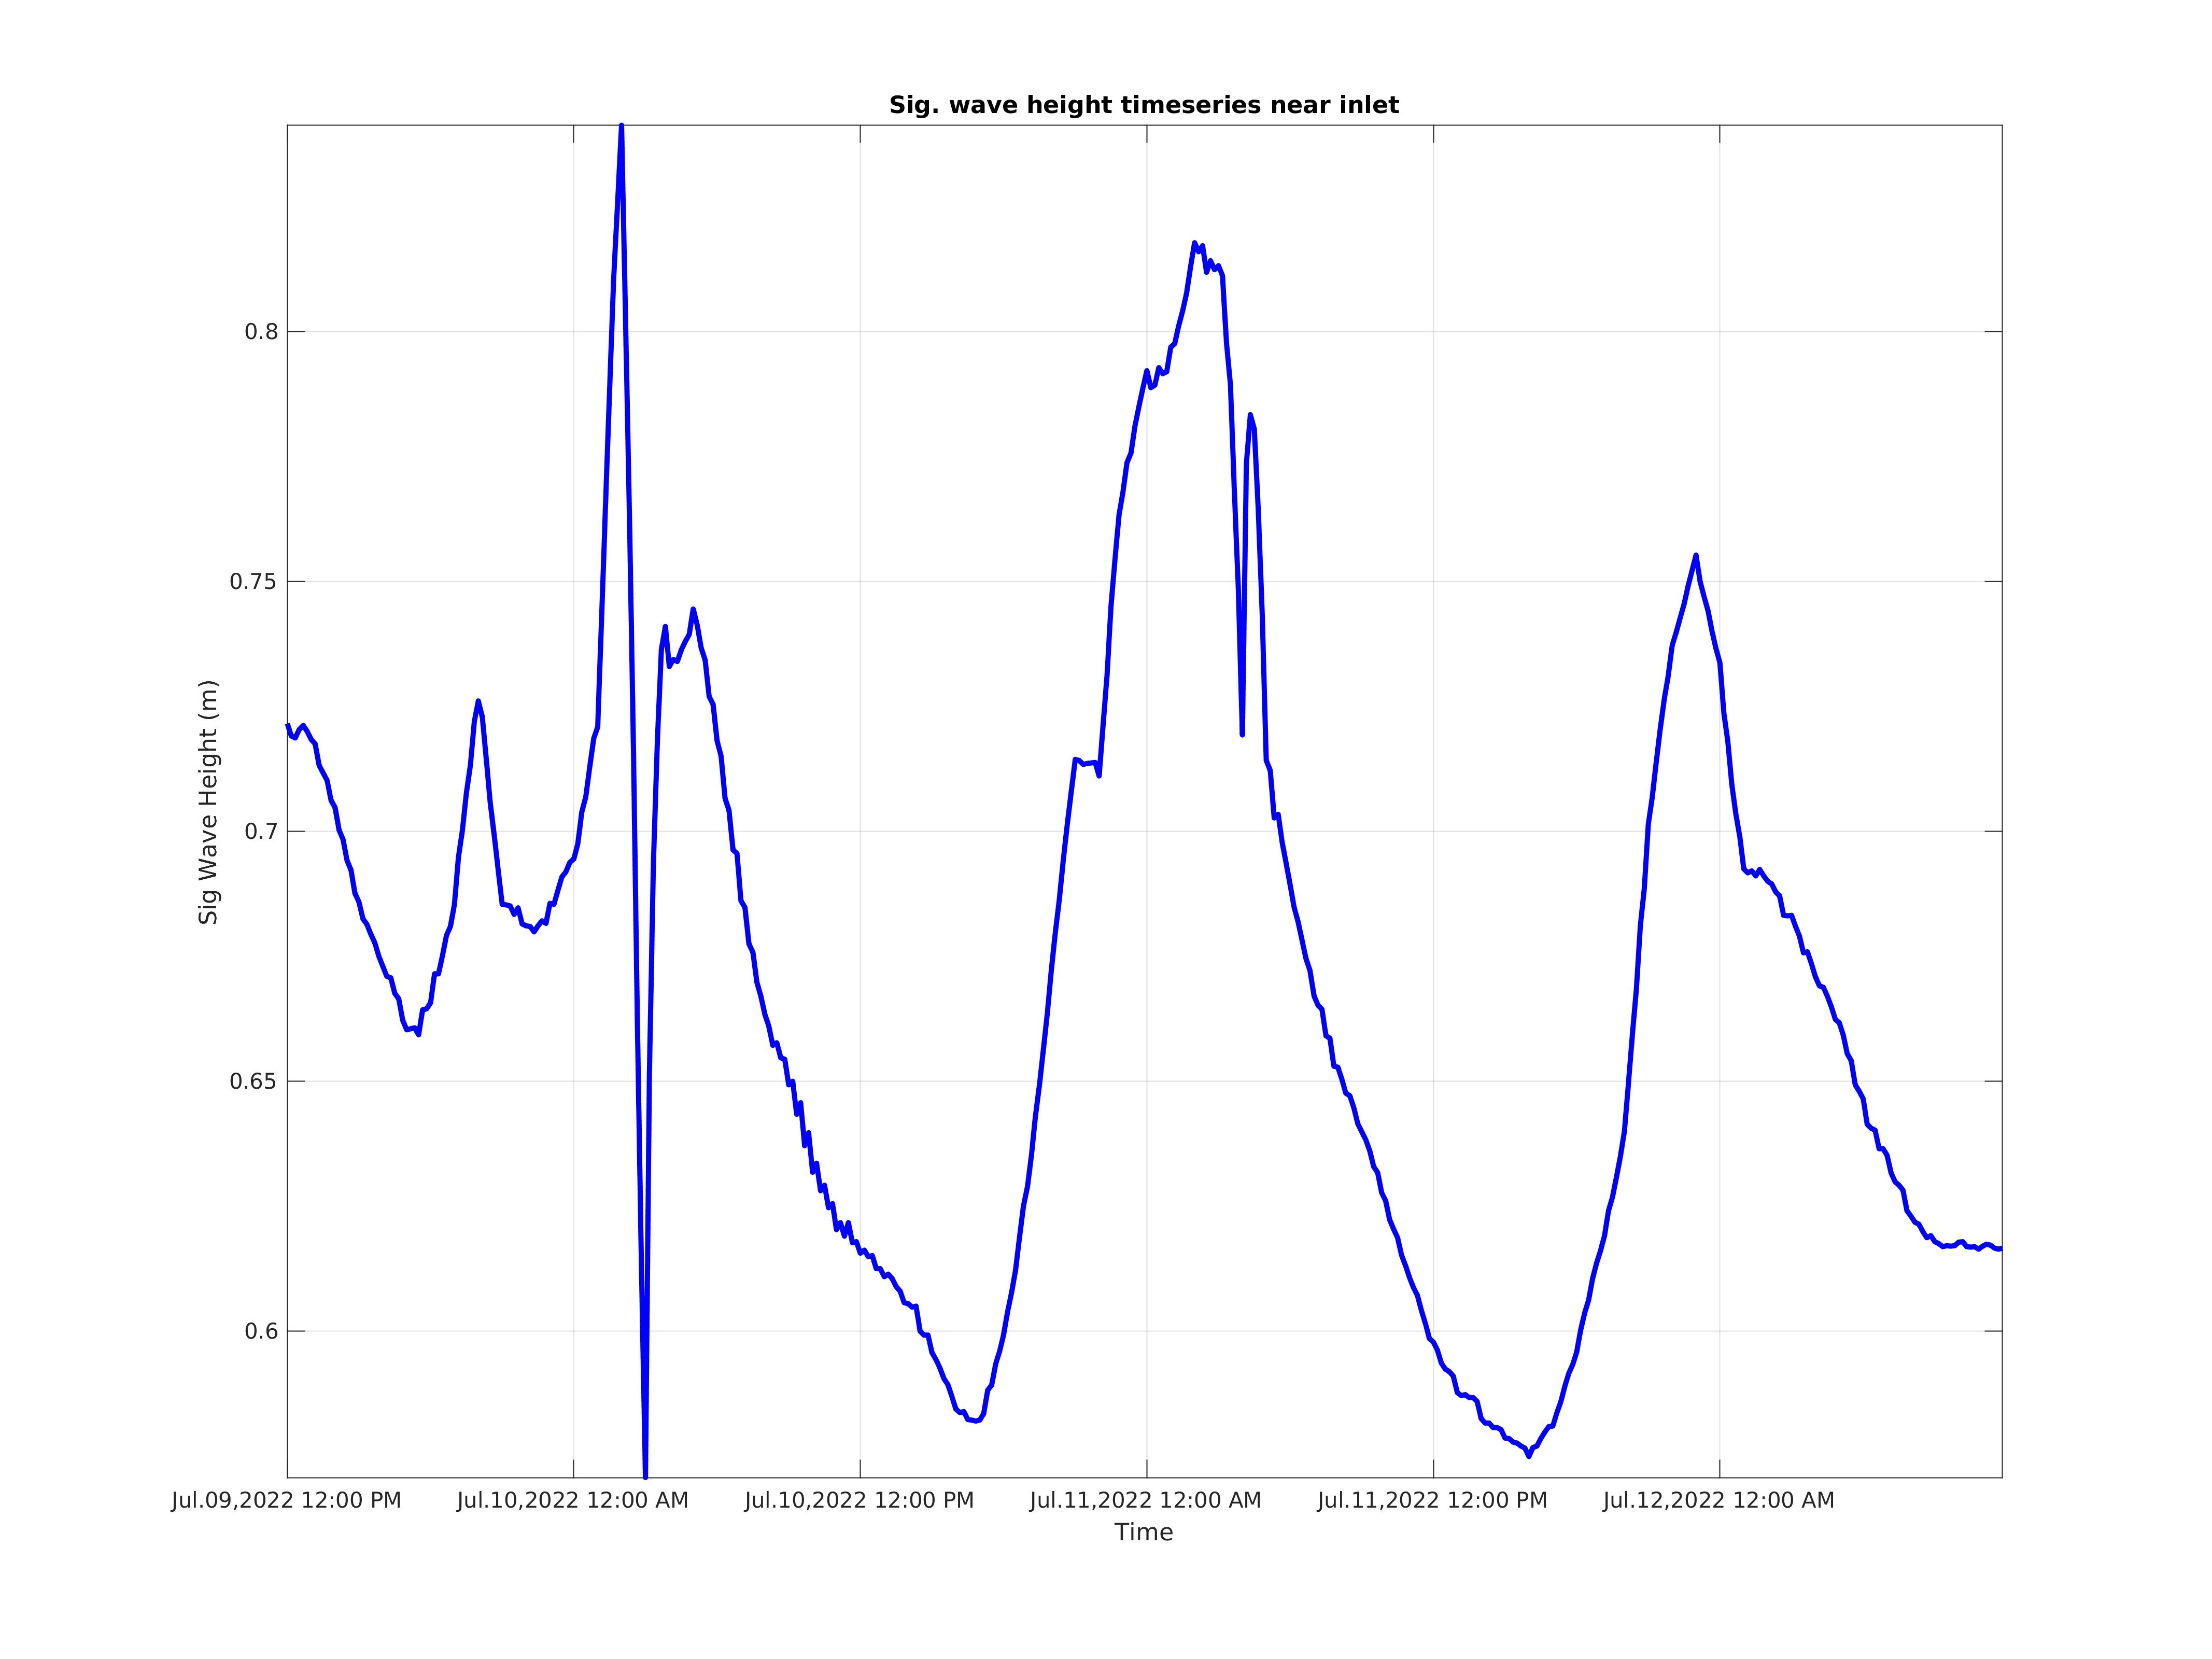 Sig. wave height timeseries near inlet
Sig Wave Height (m)
0.8
0.75
0.7
0.65
0.6
Jul.09,2022 12:00 PM
Jul.10,2022 12:00 AM
Jul.10,2022 12:00 PM
Jul.11,2022 12:00 AM
Jul.11,2022 12:00 PM
Jul.12,2022 12:00 AM
Time